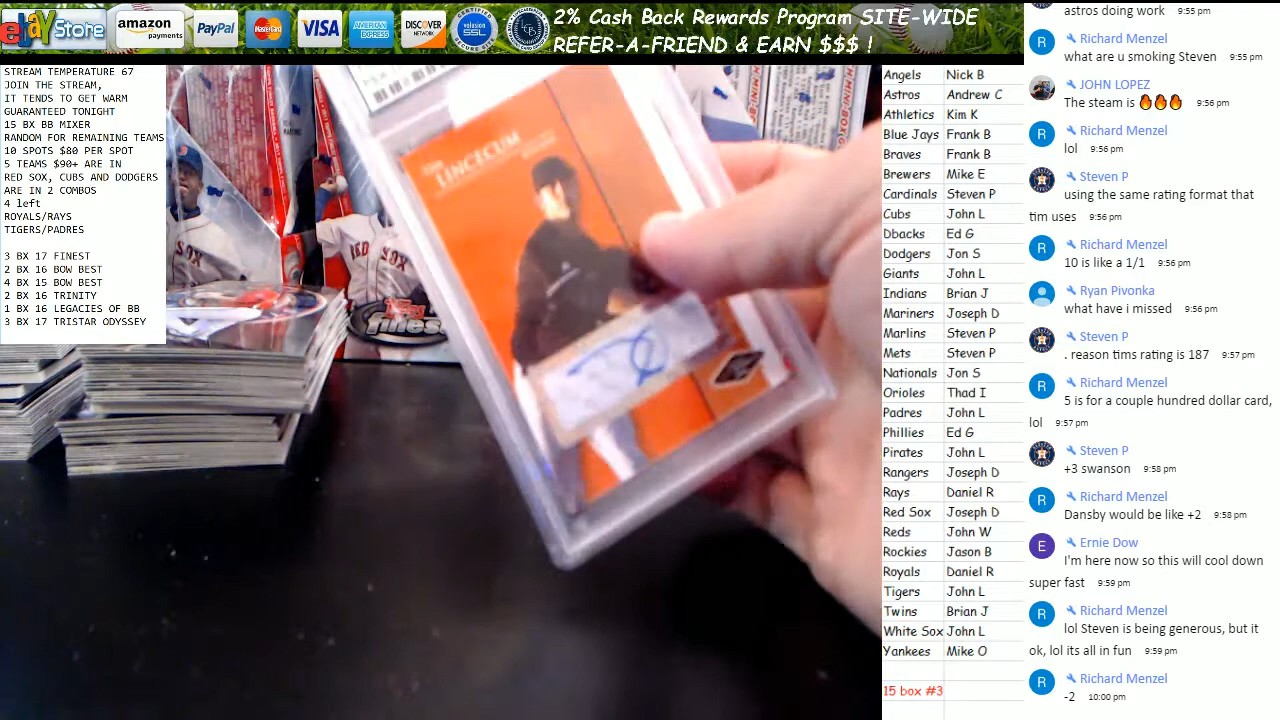 ebay Store
amazon payments
PayPal
MasterCard
VISA
AMERICAN EXPRESS
DISCOVER NETWORK
CERTIFIED volusion SSL SECURE SITE
2% Cash Back Rewards Program SITE-WIDE
REFER-A-FRIEND & EARN $$$ !
STREAM TEMPERATURE 67
JOIN THE STREAM,
IT TENDS TO GET WARM
GUARANTEED TONIGHT
15 BX BB MIXER
RANDOM FOR REMAINING TEAMS
10 SPOTS $80 PER SPOT
5 TEAMS $90+ ARE IN
RED SOX, CUBS AND DODGERS
ARE IN 2 COMBOS
4 left
ROYALS/RAYS
TIGERS/PADRES
3 BX 17 FINEST
2 BX 16 BOW BEST
4 BX 15 BOW BEST
2 BX 16 TRINITY
1 BX 16 LEGACIES OF BB
3 BX 17 TRISTAR ODYSSEY
LINCECUM
RED SOX
Topps finest
Angels Nick B
Astros Andrew C
Athletics Kim K
Blue Jays Frank B
Braves Frank B
Brewers Mike E
Cardinals Steven P
Cubs John L
Dbacks Ed G
Dodgers Jon S
Giants John L
Indians Brian J
Mariners Joseph D
Marlins Steven P
Mets Steven P
Nationals Jon S
Orioles Thad I
Padres John L
Phillies Ed G
Pirates John L
Rangers Joseph D
Rays Daniel R
Red Sox Joseph D
Reds John W
Rockies Jason B
Royals Daniel R
Tigers John L
Twins Brian J
White Sox John L
Yankees Mike O
15 box #3
astros doing work 9:55 pm
R Richard Menzel
what are u smoking Steven 9:55 pm
JOHN LOPEZ
The steam is 🔥🔥🔥 9:56 pm
R Richard Menzel
lol 9:56 pm
Steven P
using the same rating format that
tim uses 9:56 pm
R Richard Menzel
10 is like a 1/1 9:56 pm
Ryan Pivonka
what have i missed 9:56 pm
Steven P
. reason tims rating is 187 9:57 pm
R Richard Menzel
5 is for a couple hundred dollar card,
lol 9:57 pm
Steven P
+3 swanson 9:58 pm
R Richard Menzel
Dansby would be like +2 9:58 pm
E Ernie Dow
I'm here now so this will cool down
super fast 9:59 pm
R Richard Menzel
lol Steven is being generous, but it
ok, lol its all in fun 9:59 pm
R Richard Menzel
-2 10:00 pm